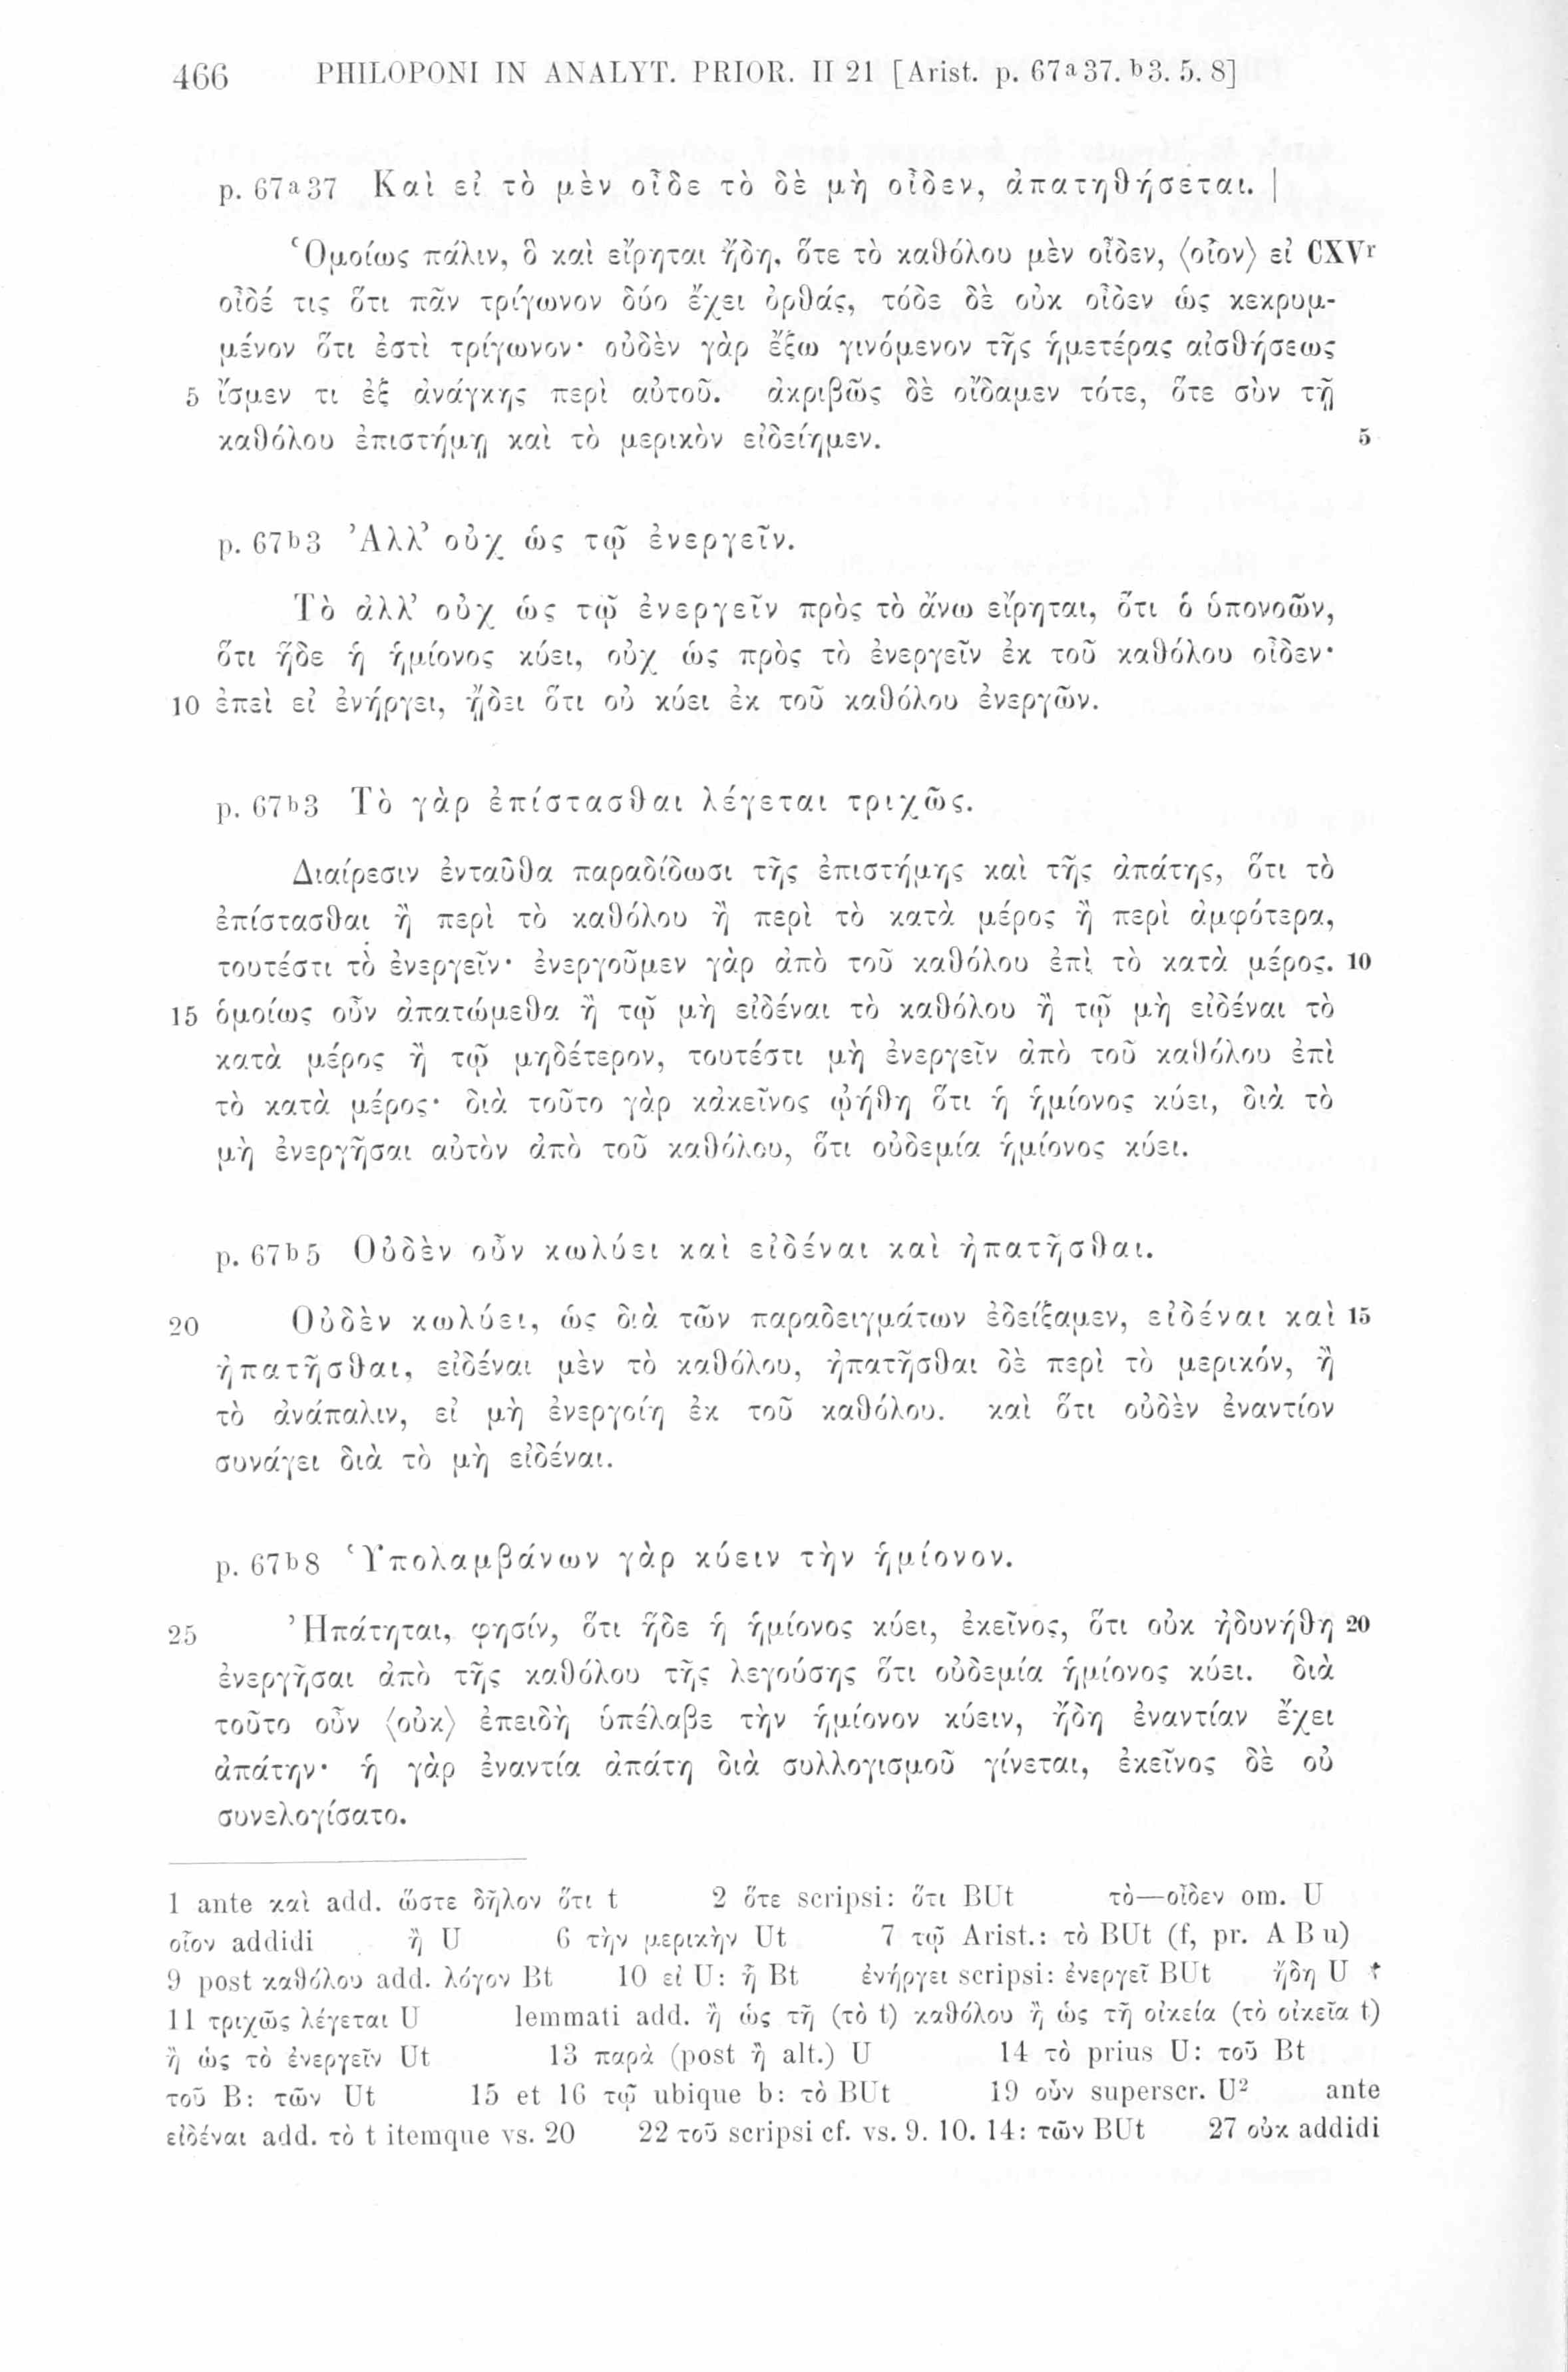 466 PHILOPONI IN ANALYT. PRIOR. II 21 [Arist. p. 67a37. b3. 5. 8]
p. 67a37 Καὶ εἰ τὸ μὲν οἶδε τὸ δὲ μὴ οἶδεν, ἀπατηθήσεται. |
Ὁμοίως πάλιν, ὃ καὶ εἴρηται ἤδη, ὅτε τὸ καθόλου μὲν οἶδεν, ⟨οἷον⟩ εἰ CXVr
οἶδέ τις ὅτι πᾶν τρίγωνον δύο ἔχει ὀρθάς, τόδε δὲ οὐκ οἶδεν ὡς κεκρυμ-
μένον ὅτι ἐστὶ τρίγωνον· οὐδὲν γὰρ ἔξω γινόμενον τῆς ἡμετέρας αἰσθήσεως
5 ἴσμεν τι ἐξ ἀνάγκης περὶ αὐτοῦ. ἀκριβῶς δὲ οἴδαμεν τότε, ὅτε σὺν τῇ
καθόλου ἐπιστήμῃ καὶ τὸ μερικὸν εἰδείημεν. 5
p. 67b3 Ἀλλ’ οὐχ ὡς τῷ ἐνεργεῖν.
Τὸ ἀλλ’ οὐχ ὡς τῷ ἐνεργεῖν πρὸς τὸ ἄνω εἴρηται, ὅτι ὁ ὑπονοῶν,
ὅτι ἥδε ἡ ἡμίονος κύει, οὐχ ὡς πρὸς τὸ ἐνεργεῖν ἐκ τοῦ καθόλου οἶδεν·
10 ἐπεὶ εἰ ἐνήργει, ᾔδει ὅτι οὐ κύει ἐκ τοῦ καθόλου ἐνεργῶν.
p. 67b3 Τὸ γὰρ ἐπίστασθαι λέγεται τριχῶς.
Διαίρεσιν ἐνταῦθα παραδίδωσι τῆς ἐπιστήμης καὶ τῆς ἀπάτης, ὅτι τὸ
ἐπίστασθαι ἢ περὶ τὸ καθόλου ἢ περὶ τὸ κατὰ μέρος ἢ περὶ ἀμφότερα,
τουτέστι τὸ ἐνεργεῖν· ἐνεργοῦμεν γὰρ ἀπὸ τοῦ καθόλου ἐπὶ τὸ κατὰ μέρος. 10
15 ὁμοίως οὖν ἀπατώμεθα ἢ τῷ μὴ εἰδέναι τὸ καθόλου ἢ τῷ μὴ εἰδέναι τὸ
κατὰ μέρος ἢ τῷ μηδέτερον, τουτέστι μὴ ἐνεργεῖν ἀπὸ τοῦ καθόλου ἐπὶ
τὸ κατὰ μέρος· διὰ τοῦτο γὰρ κἀκεῖνος ᾠήθη ὅτι ἡ ἡμίονος κύει, διὰ τὸ
μὴ ἐνεργῆσαι αὐτὸν ἀπὸ τοῦ καθόλου, ὅτι οὐδεμία ἡμίονος κύει.
p. 67b5 Οὐδὲν οὖν κωλύει καὶ εἰδέναι καὶ ἠπατῆσθαι.
20 Οὐδὲν κωλύει, ὡς διὰ τῶν παραδειγμάτων ἐδείξαμεν, εἰδέναι καὶ 15
ἠπατῆσθαι, εἰδέναι μὲν τὸ καθόλου, ἠπατῆσθαι δὲ περὶ τὸ μερικόν, ἢ
τὸ ἀνάπαλιν, εἰ μὴ ἐνεργοίη ἐκ τοῦ καθόλου. καὶ ὅτι οὐδὲν ἐναντίον
συνάγει διὰ τὸ μὴ εἰδέναι.
p. 67b8 Ὑπολαμβάνων γὰρ κύειν τὴν ἡμίονον.
25 Ἠπάτηται, φησίν, ὅτι ἥδε ἡ ἡμίονος κύει, ἐκεῖνος, ὅτι οὐκ ἠδυνήθη 20
ἐνεργῆσαι ἀπὸ τῆς καθόλου τῆς λεγούσης ὅτι οὐδεμία ἡμίονος κύει. διὰ
τοῦτο οὖν ⟨οὐκ⟩ ἐπειδὴ ὑπέλαβε τὴν ἡμίονον κύειν, ἤδη ἐναντίαν ἔχει
ἀπάτην· ἡ γὰρ ἐναντία ἀπάτη διὰ συλλογισμοῦ γίνεται, ἐκεῖνος δὲ οὐ
συνελογίσατο.
1 ante καὶ add. ὥστε δῆλον ὅτι t 2 ὅτε scripsi: ὅτι BUt τὸ—οἶδεν om. U
οἷον addidi ἢ U 6 τὴν μερικὴν Ut 7 τῷ Arist.: τὸ BUt (f, pr. A B u)
9 post καθόλου add. λόγον Bt 10 εἰ U: ἢ Bt ἐνήργει scripsi: ἐνεργεῖ BUt ἤδη U
11 τριχῶς λέγεται U lemmati add. ἢ ὡς τῇ (τὸ t) καθόλου ἢ ὡς τῇ οἰκείᾳ (τὸ οἰκεῖα t)
ἢ ὡς τὸ ἐνεργεῖν Ut 13 παρὰ (post ἢ alt.) U 14 τὸ prius U: τοῦ Bt
τοῦ B: τῶν Ut 15 et 16 τῷ ubique b: τὸ BUt 19 οὖν superscr. U² ante
εἰδέναι add. τὸ t itemque vs. 20 22 τοῦ scripsi cf. vs. 9. 10. 14: τῶν BUt 27 οὐκ addidi